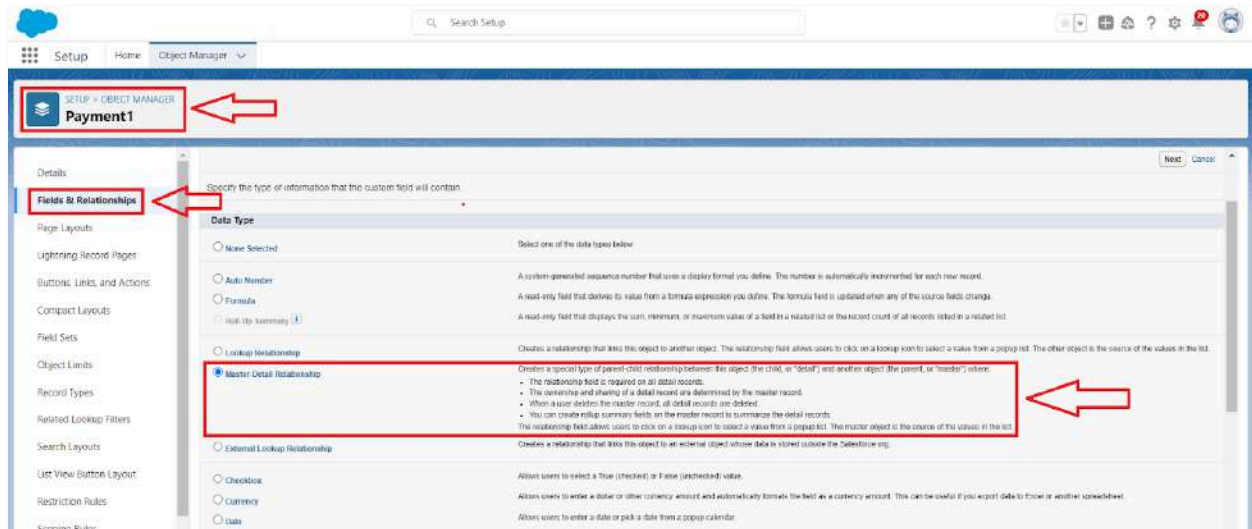 Search Setup
20
Setup
Home
Object Manager
SETUP > OBJECT MANAGER
Payment1
Next
Cancel
Details
Fields & Relationships
Page Layouts
Lightning Record Pages
Buttons, Links, and Actions
Compact Layouts
Field Sets
Object Limits
Record Types
Related Lookup Filters
Search Layouts
List View Button Layout
Restriction Rules
Scoping Rules
Specify the type of information that the custom field will contain.
Data Type
None Selected
Select one of the data types below.
Auto Number
A system-generated sequence number that uses a display format you define. The number is automatically incremented for each new record.
Formula
A read-only field that derives its value from a formula expression you define. The formula field is updated when any of the source fields change.
Roll-Up Summary
A read-only field that displays the sum, minimum, or maximum value of a field in a related list or the record count of all records listed in a related list.
Lookup Relationship
Creates a relationship that links this object to another object. The relationship field allows users to click on a lookup icon to select a value from a popup list. The other object is the source of the values in the list.
Master-Detail Relationship
Creates a special type of parent-child relationship between this object (the child, or "detail") and another object (the parent, or "master") where:
• The relationship field is required on all detail records.
• The ownership and sharing of a detail record are determined by the master record.
• When a user deletes the master record, all detail records are deleted.
• You can create rollup summary fields on the master record to summarize the detail records.
The relationship field allows users to click on a lookup icon to select a value from a popup list. The master object is the source of the values in the list.
External Lookup Relationship
Creates a relationship that links this object to an external object whose data is stored outside the Salesforce org.
Checkbox
Allows users to select a True (checked) or False (unchecked) value.
Currency
Allows users to enter a dollar or other currency amount and automatically formats the field as a currency amount. This can be useful if you export data to Excel or another spreadsheet.
Date
Allows users to enter a date or pick a date from a popup calendar.